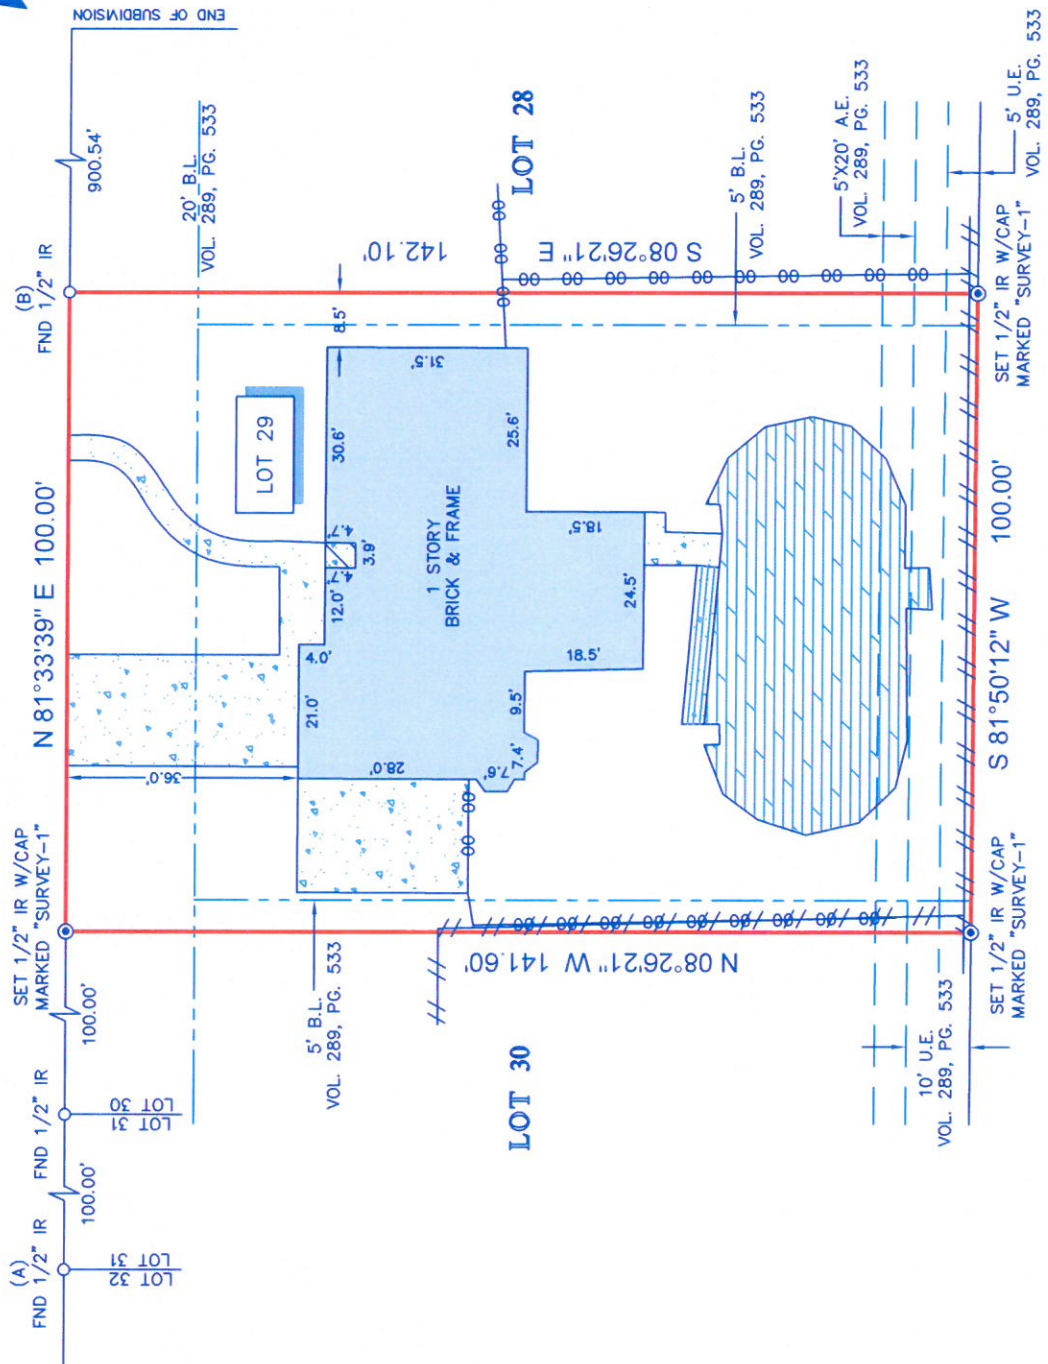 END OF SUBDIVISION
900.54'
(B)
FND 1/2" IR
20' B.L.
VOL. 289, PG. 533
LOT 28
5' B.L.
VOL. 289, PG. 533
5'X20' A.E.
VOL. 289, PG. 533
5' U.E.
VOL. 289, PG. 533
142.10'
S 08°26'21" E
8.5'
SET 1/2" IR W/CAP
MARKED "SURVEY-1"
N 81°33'39" E 100.00'
LOT 29
30.6'
31.5'
25.6'
4.7'
3.9'
4.7'
12.0'
4.0'
21.0'
1 STORY
BRICK & FRAME
18.5'
24.5'
18.5'
9.5'
7.4'
7.6'
28.0'
36.0'
S 81°50'12" W 100.00'
SET 1/2" IR W/CAP
MARKED "SURVEY-1"
N 08°26'21" W 141.60'
SET 1/2" IR W/CAP
MARKED "SURVEY-1"
5' B.L.
VOL. 289, PG. 533
LOT 30
10' U.E.
VOL. 289, PG. 533
100.00'
FND 1/2" IR
LOT 30
LOT 31
100.00'
(A)
FND 1/2" IR
LOT 31
LOT 32